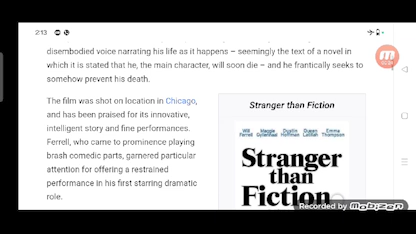 2:13
disembodied voice narrating his life as it happens – seemingly the text of a novel in
which it is stated that he, the main character, will soon die – and he frantically seeks to
somehow prevent his death.
The film was shot on location in Chicago,
and has been praised for its innovative,
intelligent story and fine performances.
Ferrell, who came to prominence playing
brash comedic parts, garnered particular
attention for offering a restrained
performance in his first starring dramatic
role.
Stranger than Fiction
Will Ferrell Maggie Gyllenhaal Dustin Hoffman Queen Latifah Emma Thompson
Stranger
than
Fiction
Recorded by Mobizen